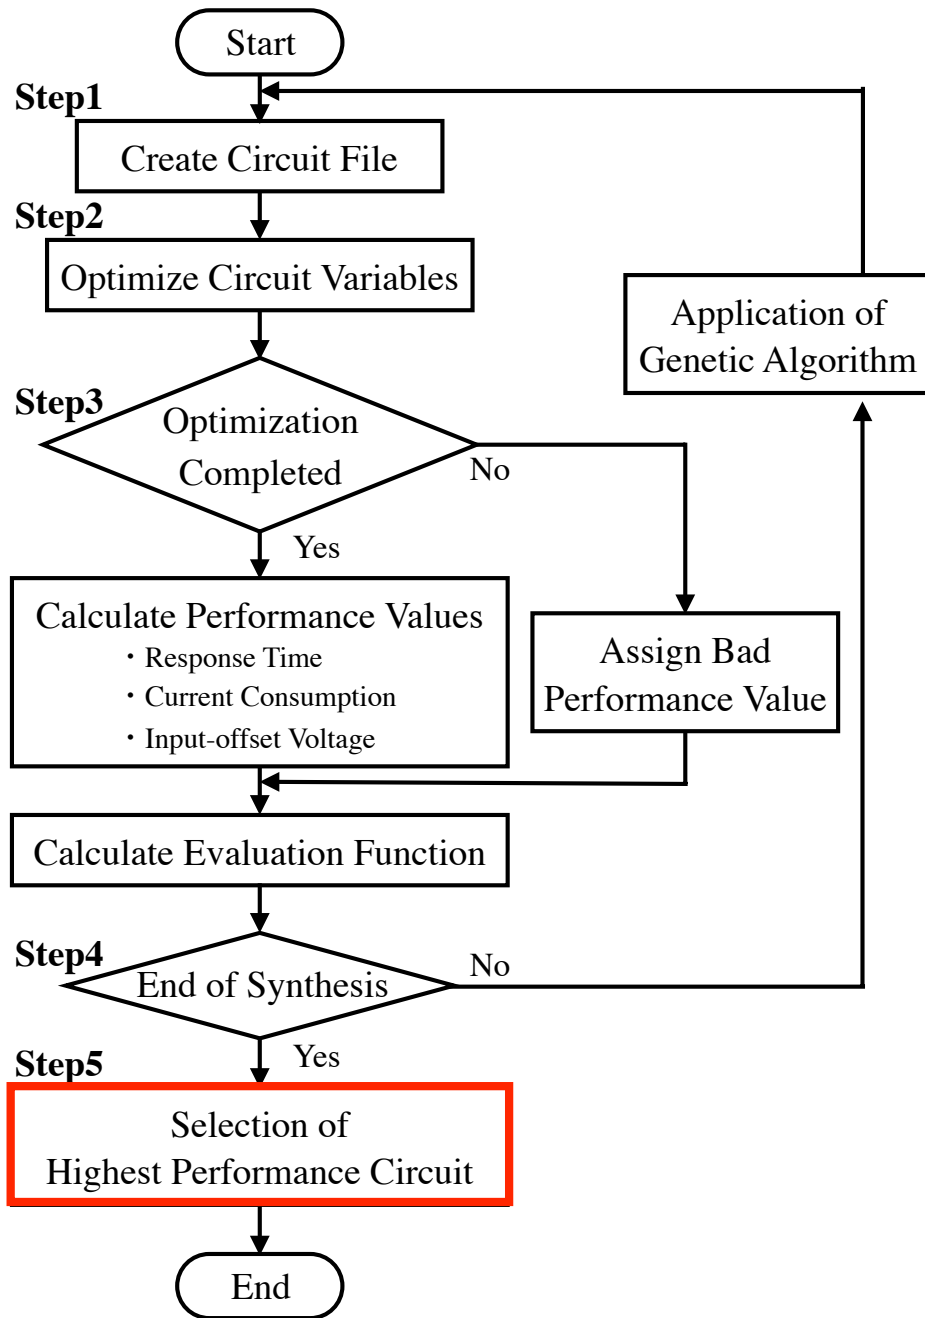 Start
Step1
Create Circuit File
Step2
Optimize Circuit Variables
Application of
Genetic Algorithm
Step3
Optimization
Completed
No
Yes
Calculate Performance Values
・Response Time
・Current Consumption
・Input-offset Voltage
Assign Bad
Performance Value
Calculate Evaluation Function
Step4
End of Synthesis
No
Yes
Step5
Selection of
Highest Performance Circuit
End